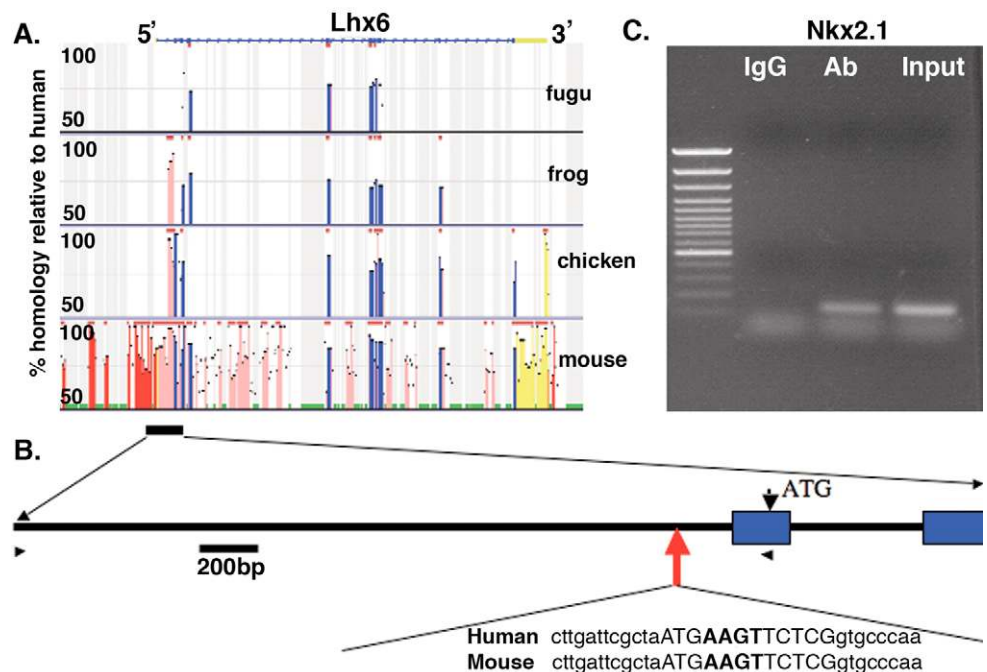 A.
5’ Lhx6 3’
% homology relative to human
100
50
fugu
100
50
frog
100
50
chicken
100
50
mouse
C.
Nkx2.1
IgG Ab Input
B.
ATG
200bp
Human cttgattcgctaATGAAGTTCTCGgtgcccaa
Mouse cttgattcgctaATGAAGTTCTCGgtgcccaa